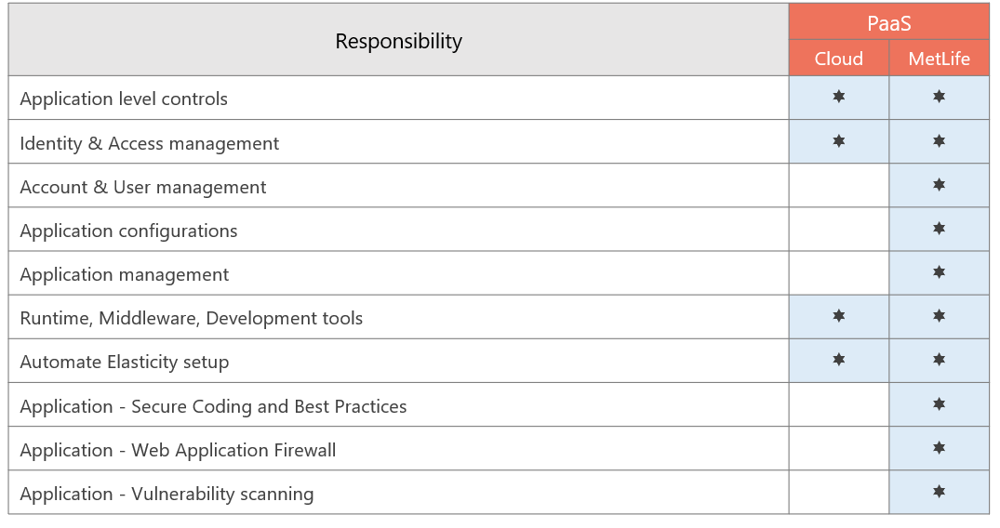 Responsibility
PaaS
Cloud MetLife
Application level controls ✶ ✶
Identity & Access management ✶ ✶
Account & User management ✶
Application configurations ✶
Application management ✶
Runtime, Middleware, Development tools ✶ ✶
Automate Elasticity setup ✶ ✶
Application - Secure Coding and Best Practices ✶
Application - Web Application Firewall ✶
Application - Vulnerability scanning ✶